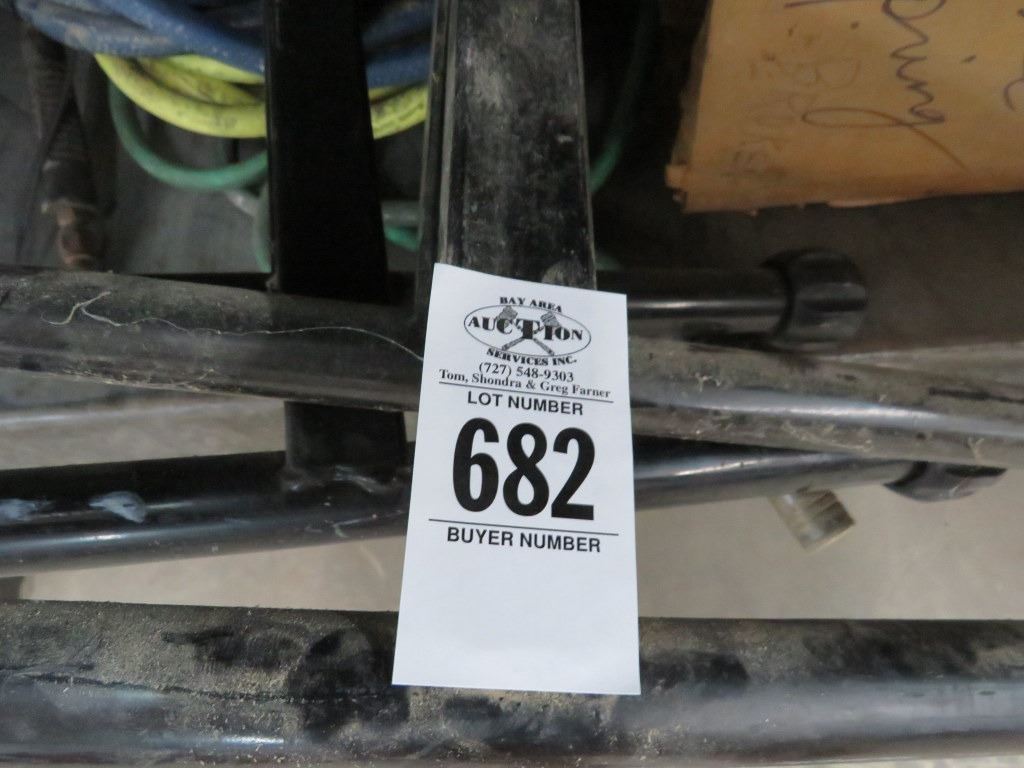 BAY AREA
AUCTION
SERVICES INC.
(727) 548-9303
Tom, Shondra & Greg Farner
LOT NUMBER
682
BUYER NUMBER